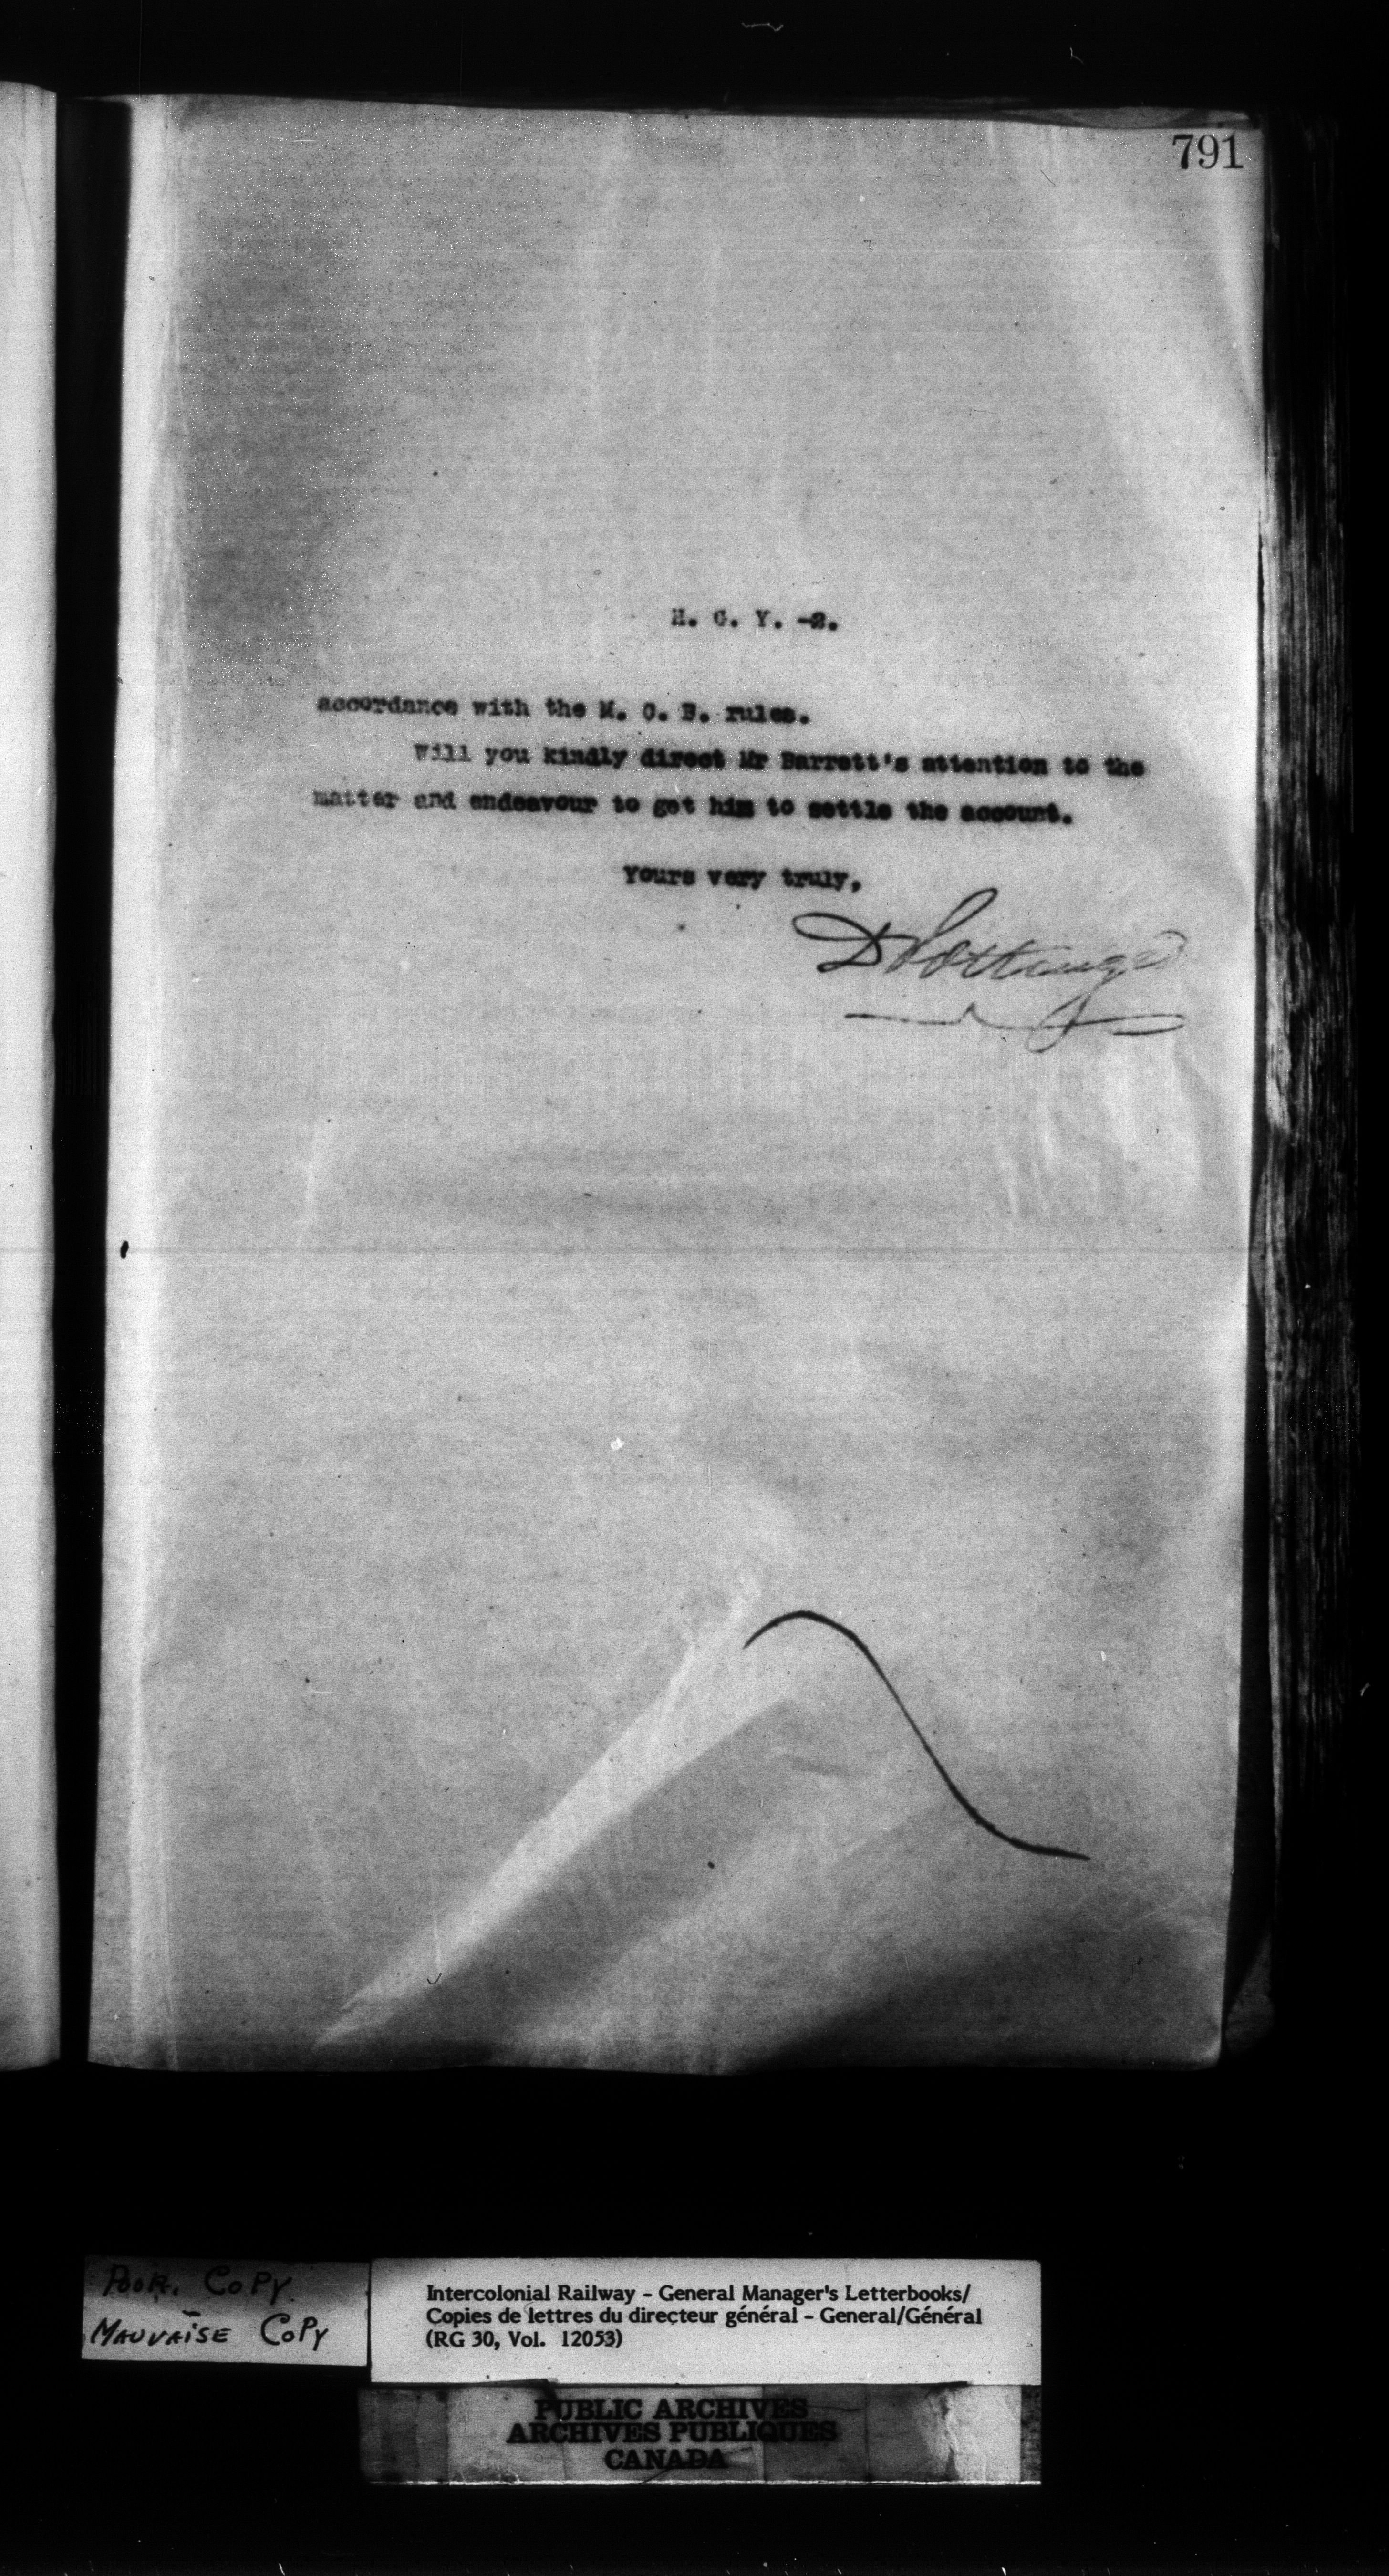 791
H. C. Y. -2.
accordance with the M. C. B. rules.
Will you kindly direct Mr Barrett's attention to the
matter and endeavour to get him to settle the account.
Yours very truly,
D Pottinger
POOR. COPY
MAUVAISE COPY
Intercolonial Railway - General Manager's Letterbooks/
Copies de lettres du directeur général - General/Général
(RG 30, Vol. 12053)
PUBLIC ARCHIVES
ARCHIVES PUBLIQUES
CANADA